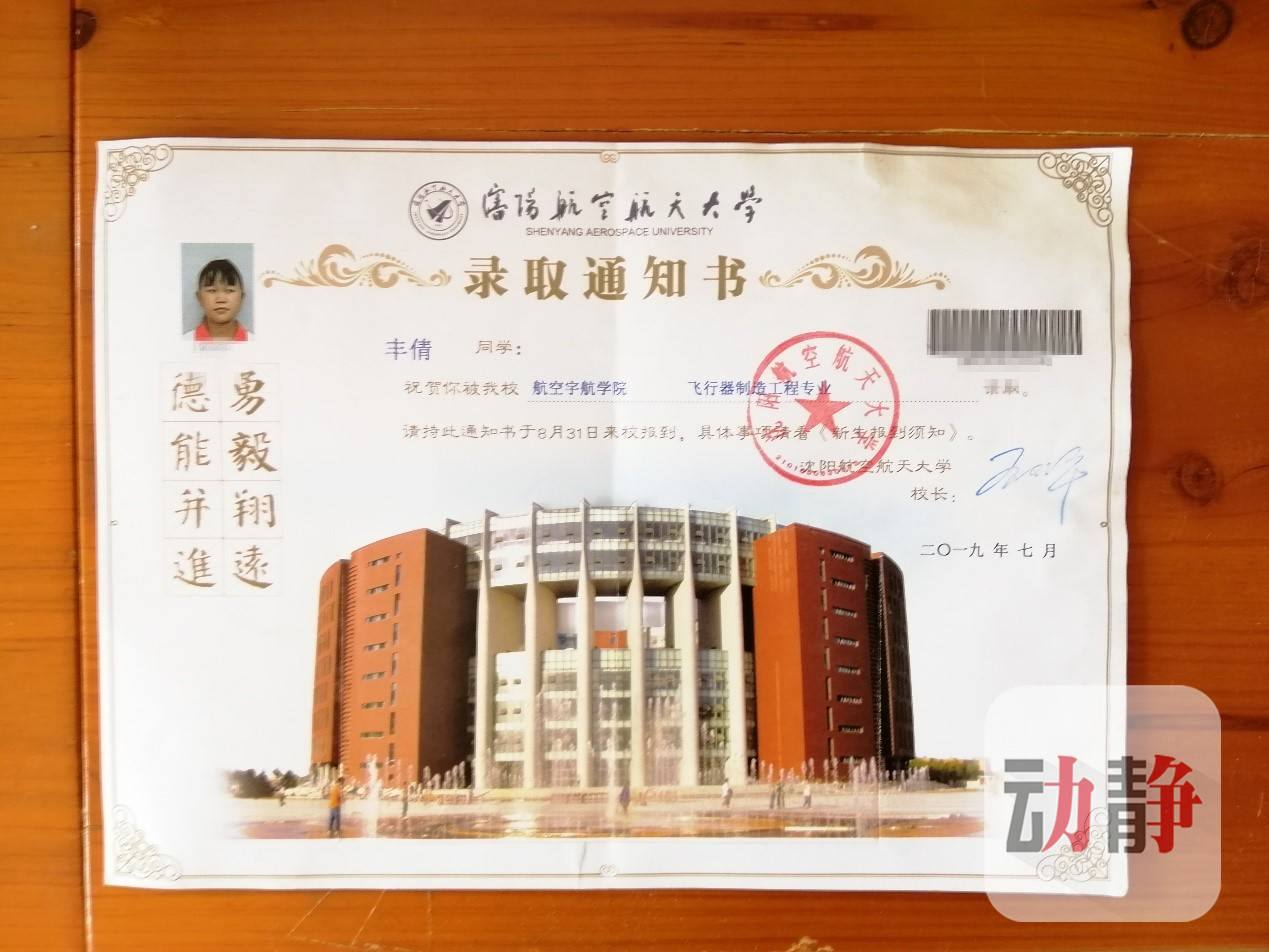 瀋陽航空航天大學
SHENYANG AEROSPACE UNIVERSITY
录取通知书
丰倩 同学：
祝贺你被我校 航空宇航学院 飞行器制造工程专业 录取。
请持此通知书于8月31日来校报到。具体事项请看《新生报到须知》。
沈阳航空航天大学
校长：
二〇一九 年 七 月
勇毅翔遠
德能并進
动静